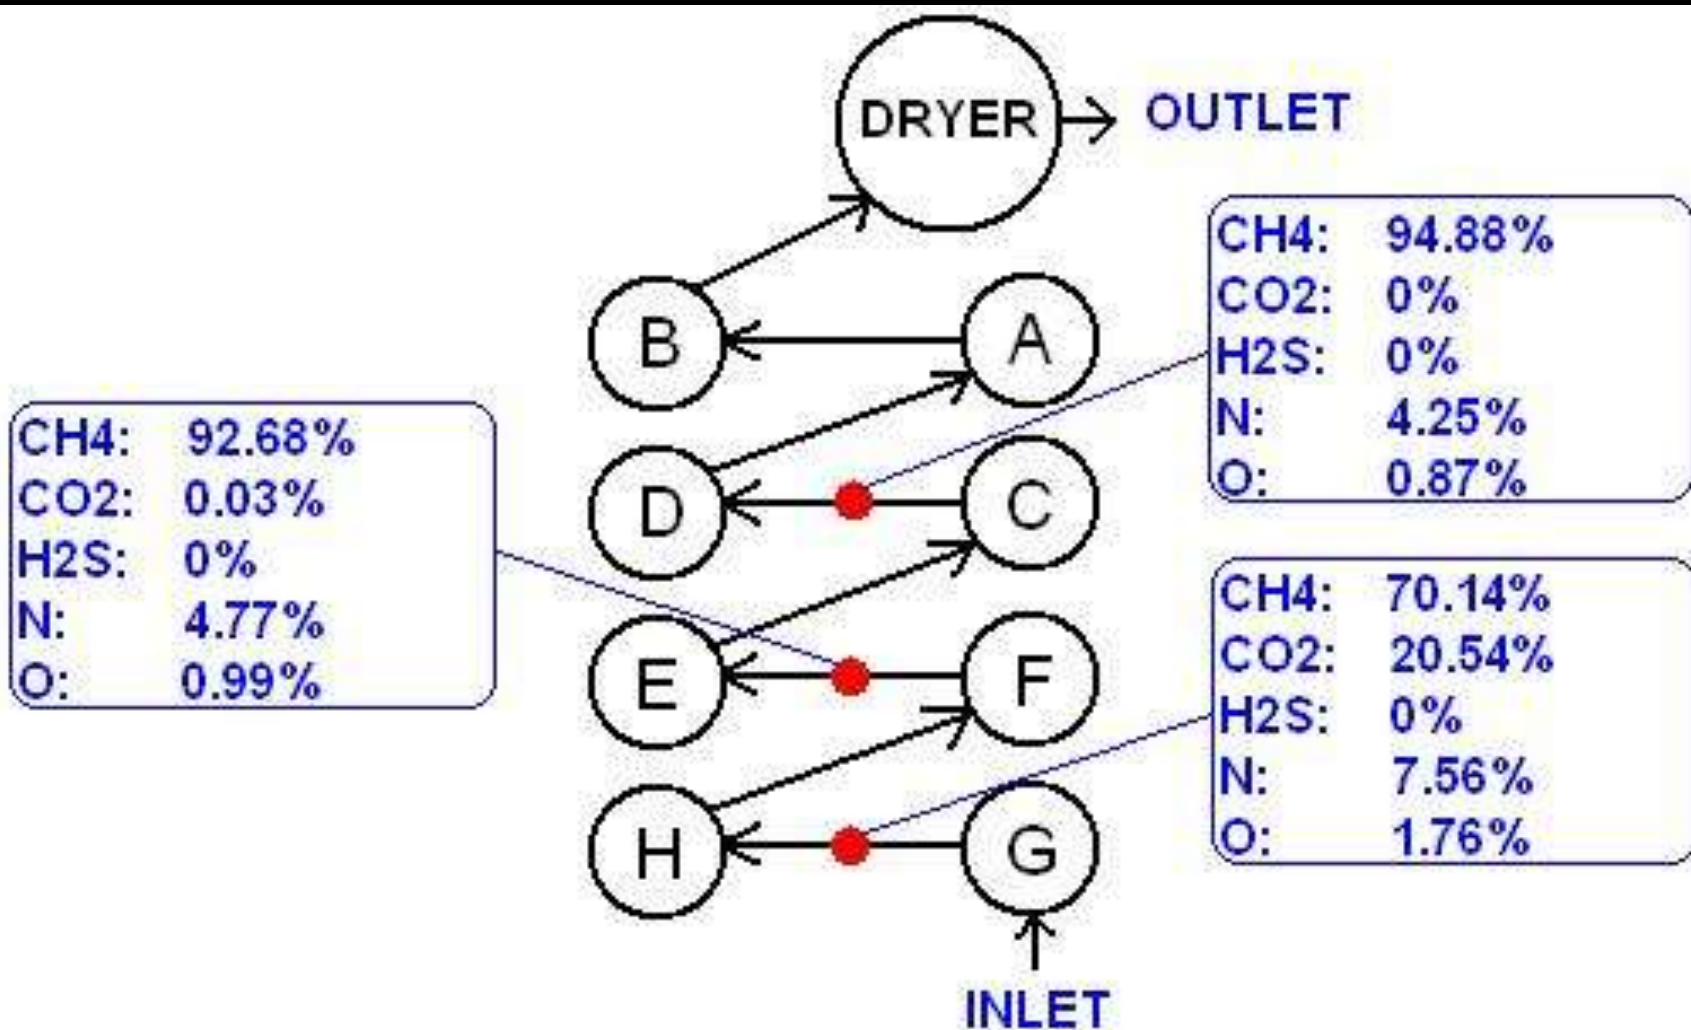 DRYER
OUTLET
B
A
CH4: 94.88%
CO2: 0%
H2S: 0%
N: 4.25%
O: 0.87%
CH4: 92.68%
CO2: 0.03%
H2S: 0%
N: 4.77%
O: 0.99%
D
C
E
F
CH4: 70.14%
CO2: 20.54%
H2S: 0%
N: 7.56%
O: 1.76%
H
G
INLET